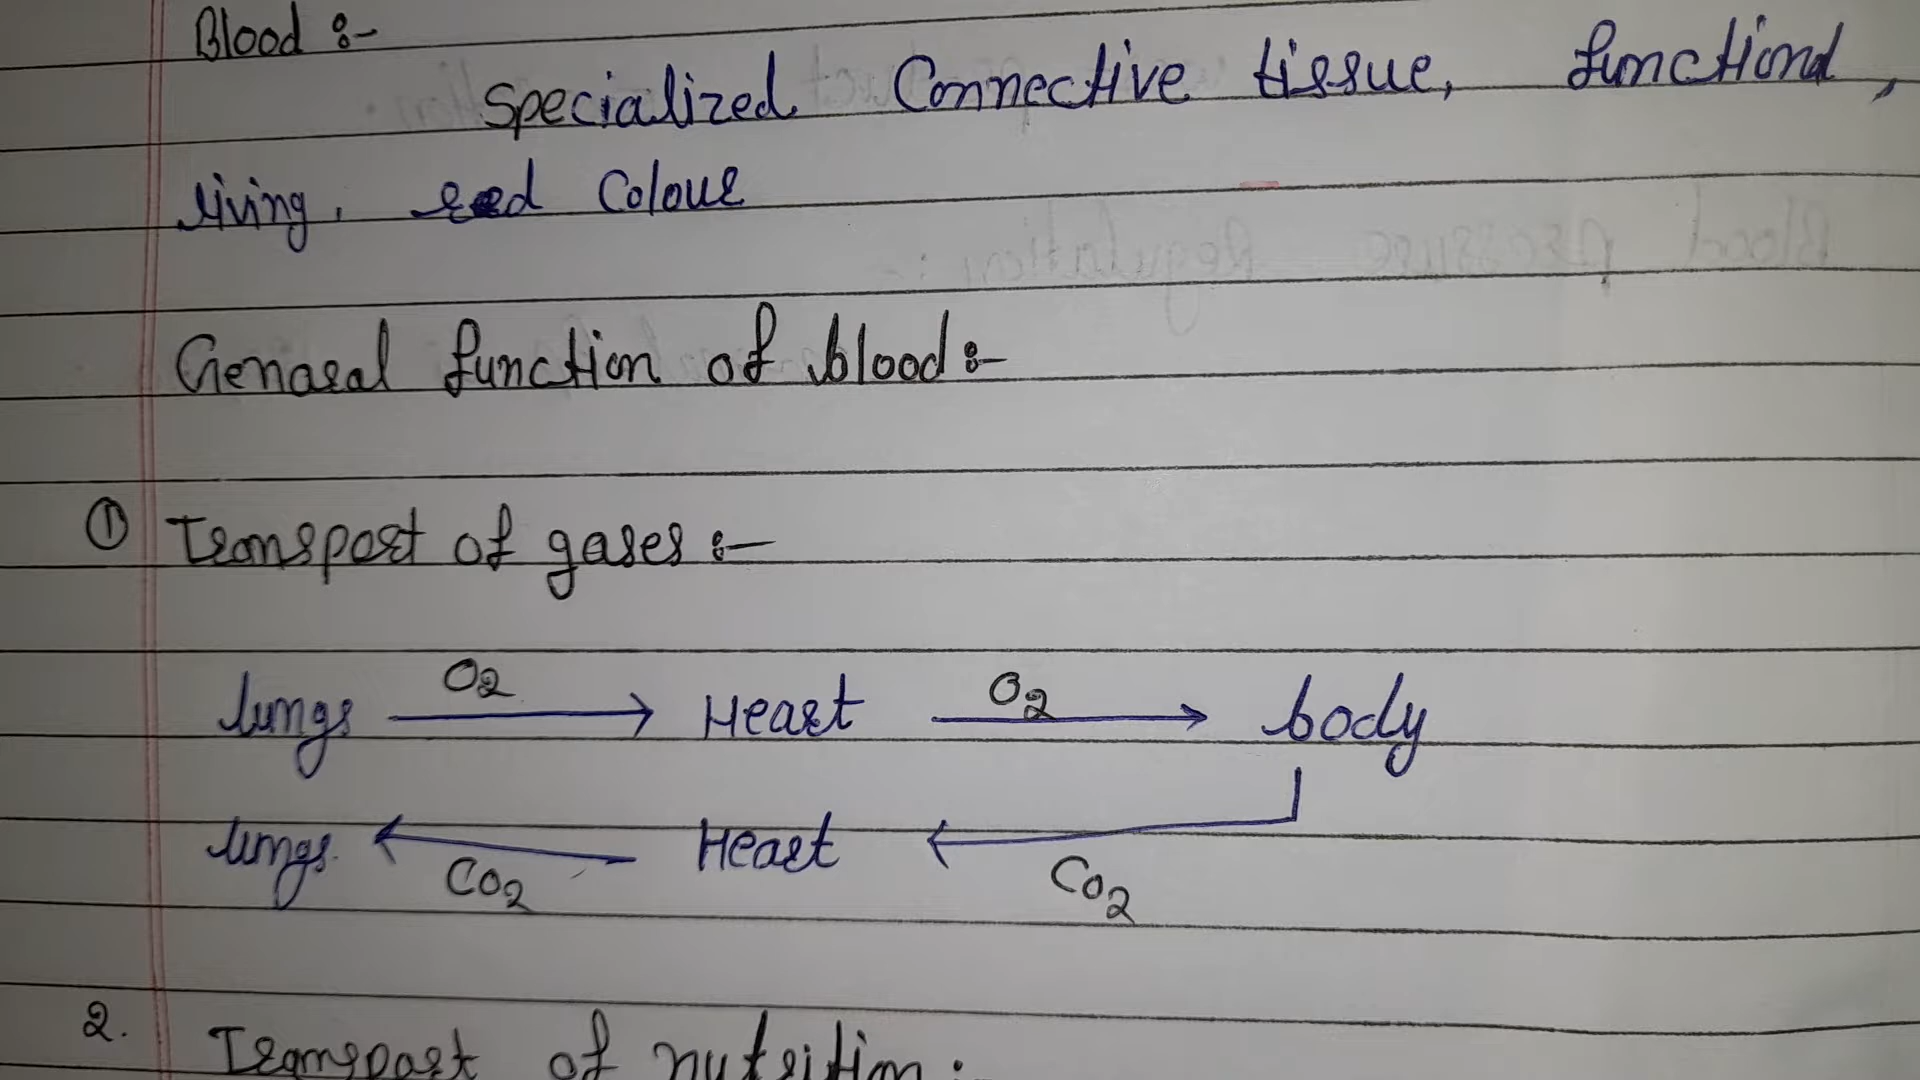 Blood :-
Specialized Connective tissue, functional,
living, red Colour
Genaral function of blood :-
① Transport of gases :-
lungs O2 → Heart O2 → body
lungs ← CO2 Heart ← CO2
2. Transport of nutrition :